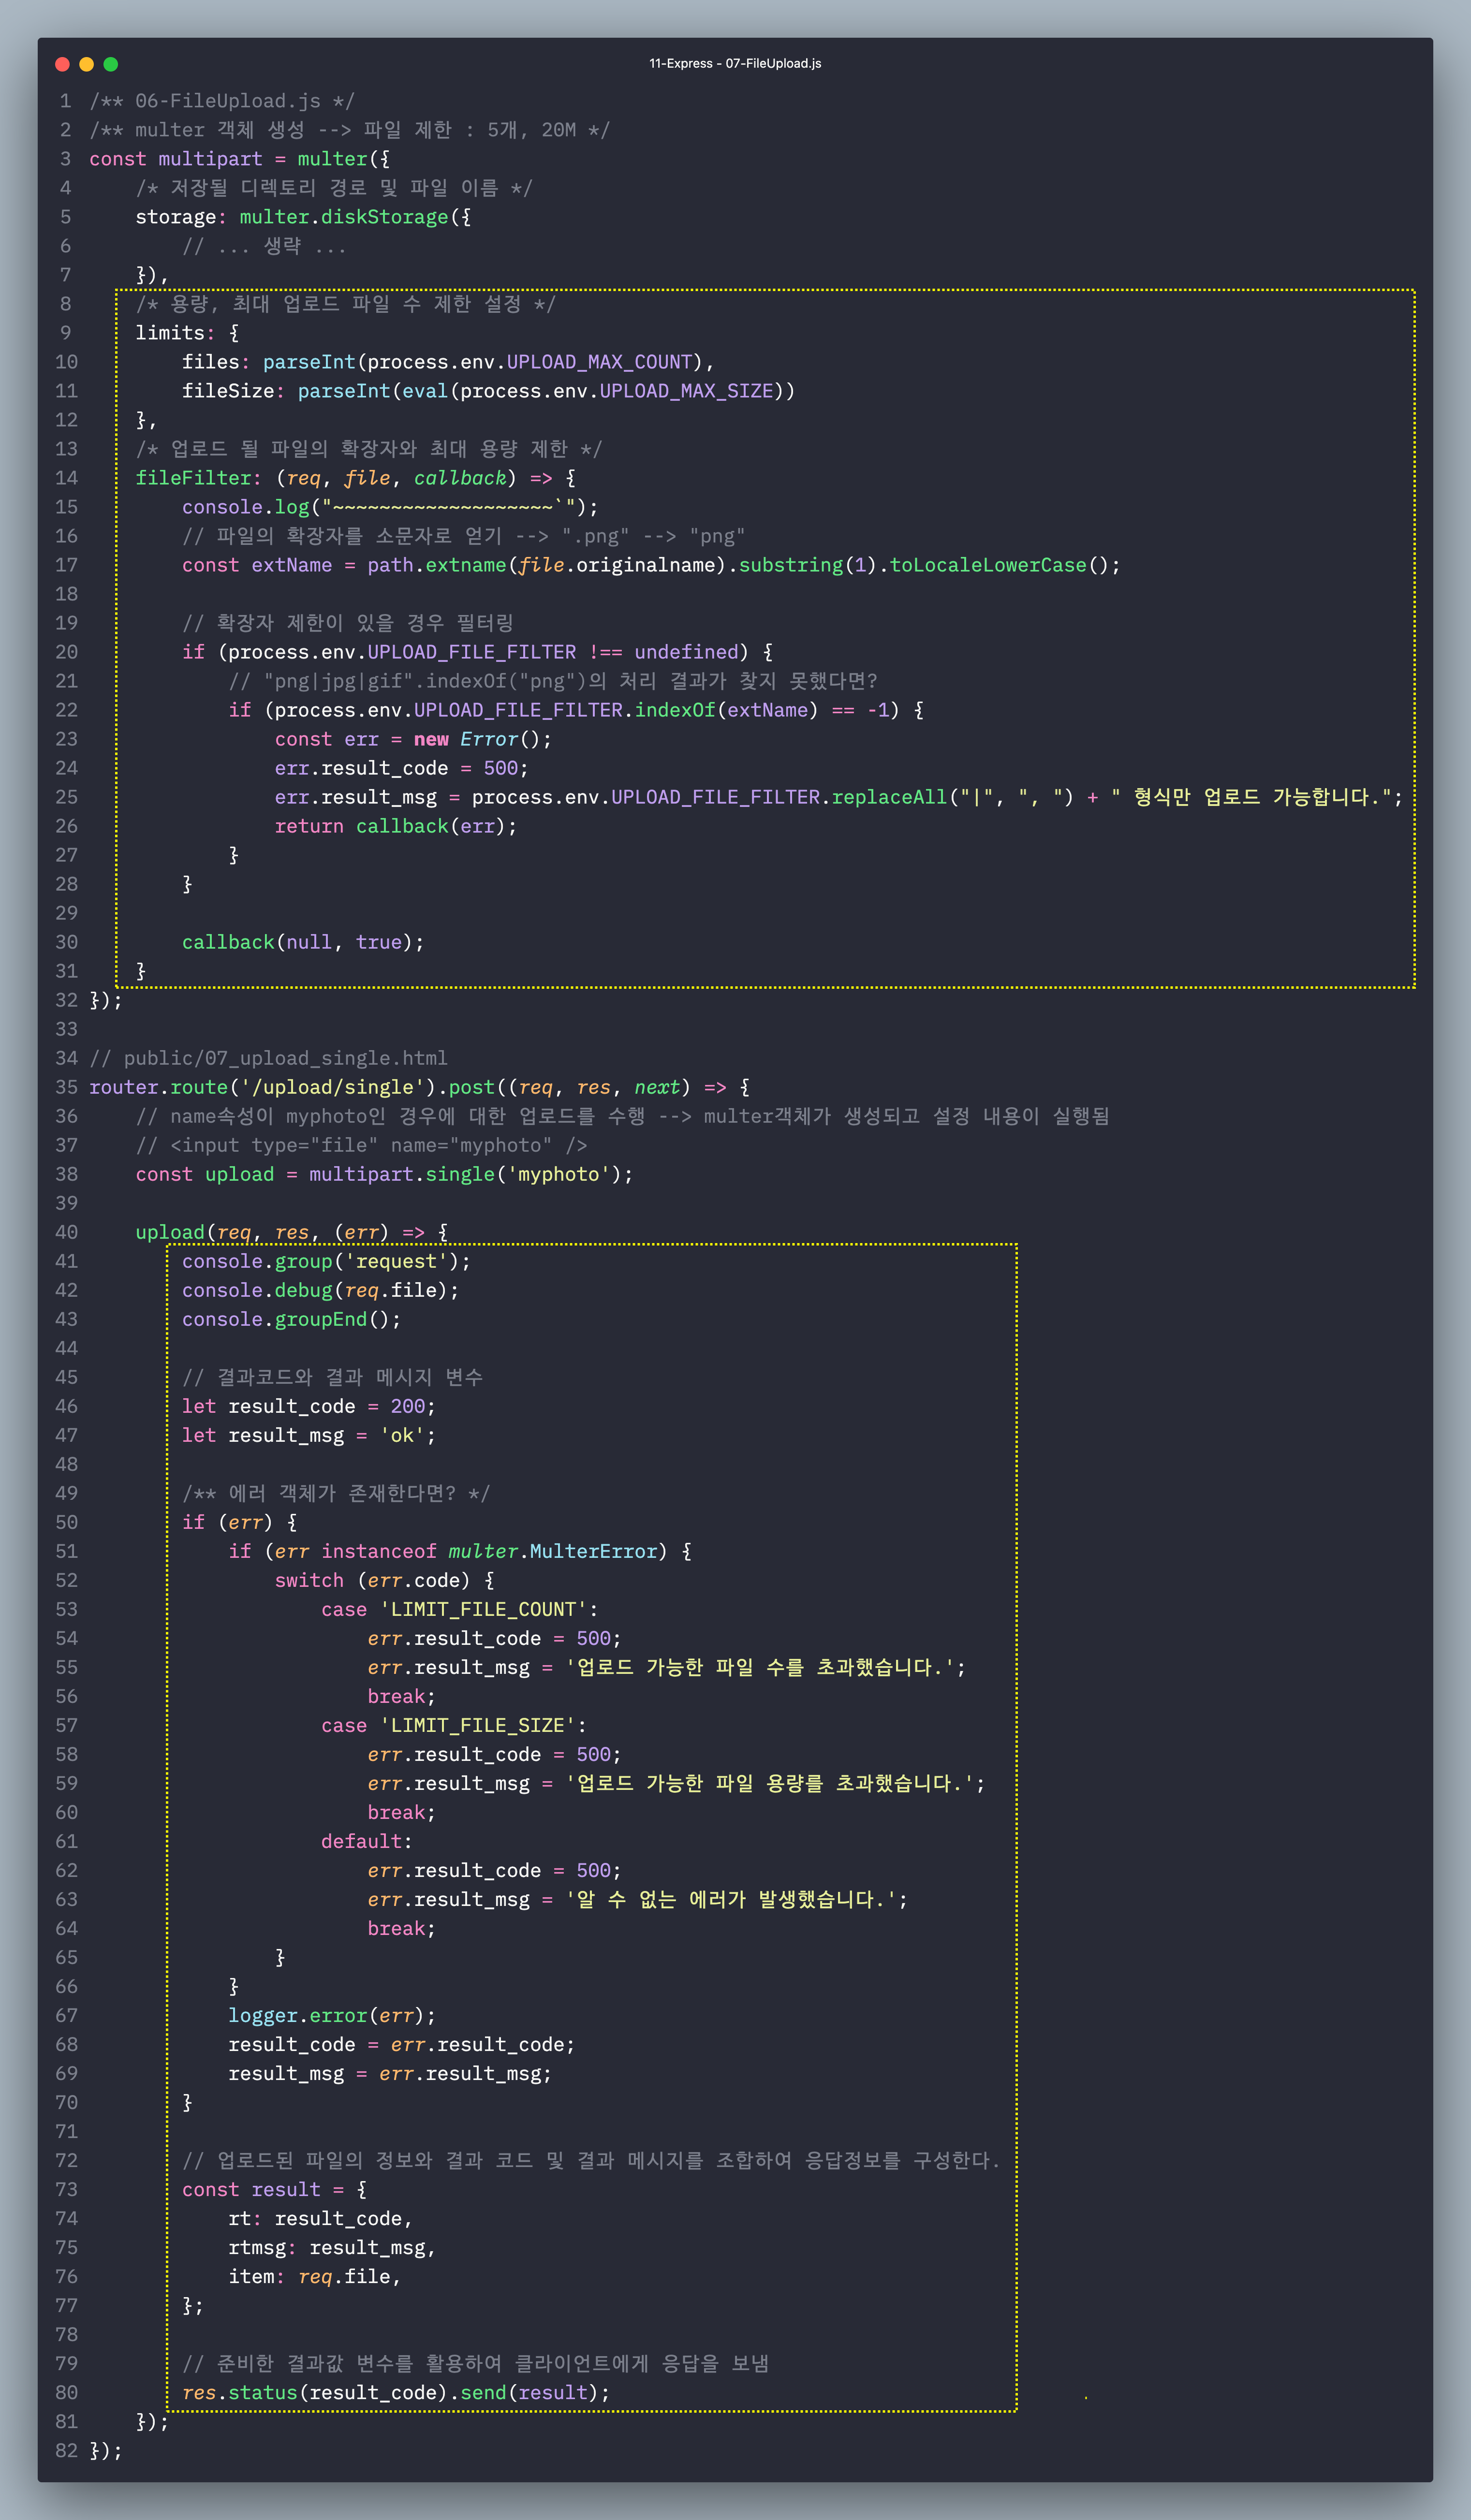 11-Express - 07-FileUpload.js
1 /** 06-FileUpload.js */
2 /** multer 객체 생성 --> 파일 제한 : 5개, 20M */
3 const multipart = multer({
4     /* 저장될 디렉토리 경로 및 파일 이름 */
5     storage: multer.diskStorage({
6         // ... 생략 ...
7     }),
8     /* 용량, 최대 업로드 파일 수 제한 설정 */
9     limits: {
10         files: parseInt(process.env.UPLOAD_MAX_COUNT),
11         fileSize: parseInt(eval(process.env.UPLOAD_MAX_SIZE))
12     },
13     /* 업로드 될 파일의 확장자와 최대 용량 제한 */
14     fileFilter: (req, file, callback) => {
15         console.log("~~~~~~~~~~~~~~~~~~~`");
16         // 파일의 확장자를 소문자로 얻기 --> ".png" --> "png"
17         const extName = path.extname(file.originalname).substring(1).toLocaleLowerCase();
18
19         // 확장자 제한이 있을 경우 필터링
20         if (process.env.UPLOAD_FILE_FILTER !== undefined) {
21             // "png|jpg|gif".indexOf("png")의 처리 결과가 찾지 못했다면?
22             if (process.env.UPLOAD_FILE_FILTER.indexOf(extName) == -1) {
23                 const err = new Error();
24                 err.result_code = 500;
25                 err.result_msg = process.env.UPLOAD_FILE_FILTER.replaceAll("|", ", ") + " 형식만 업로드 가능합니다.";
26                 return callback(err);
27             }
28         }
29
30         callback(null, true);
31     }
32 });
33
34 // public/07_upload_single.html
35 router.route('/upload/single').post((req, res, next) => {
36     // name속성이 myphoto인 경우에 대한 업로드를 수행 --> multer객체가 생성되고 설정 내용이 실행됨
37     // <input type="file" name="myphoto" />
38     const upload = multipart.single('myphoto');
39
40     upload(req, res, (err) => {
41         console.group('request');
42         console.debug(req.file);
43         console.groupEnd();
44
45         // 결과코드와 결과 메시지 변수
46         let result_code = 200;
47         let result_msg = 'ok';
48
49         /** 에러 객체가 존재한다면? */
50         if (err) {
51             if (err instanceof multer.MulterError) {
52                 switch (err.code) {
53                     case 'LIMIT_FILE_COUNT':
54                         err.result_code = 500;
55                         err.result_msg = '업로드 가능한 파일 수를 초과했습니다.';
56                         break;
57                     case 'LIMIT_FILE_SIZE':
58                         err.result_code = 500;
59                         err.result_msg = '업로드 가능한 파일 용량를 초과했습니다.';
60                         break;
61                     default:
62                         err.result_code = 500;
63                         err.result_msg = '알 수 없는 에러가 발생했습니다.';
64                         break;
65                 }
66             }
67             logger.error(err);
68             result_code = err.result_code;
69             result_msg = err.result_msg;
70         }
71
72         // 업로드된 파일의 정보와 결과 코드 및 결과 메시지를 조합하여 응답정보를 구성한다.
73         const result = {
74             rt: result_code,
75             rtmsg: result_msg,
76             item: req.file,
77         };
78
79         // 준비한 결과값 변수를 활용하여 클라이언트에게 응답을 보냄
80         res.status(result_code).send(result);
81     });
82 });